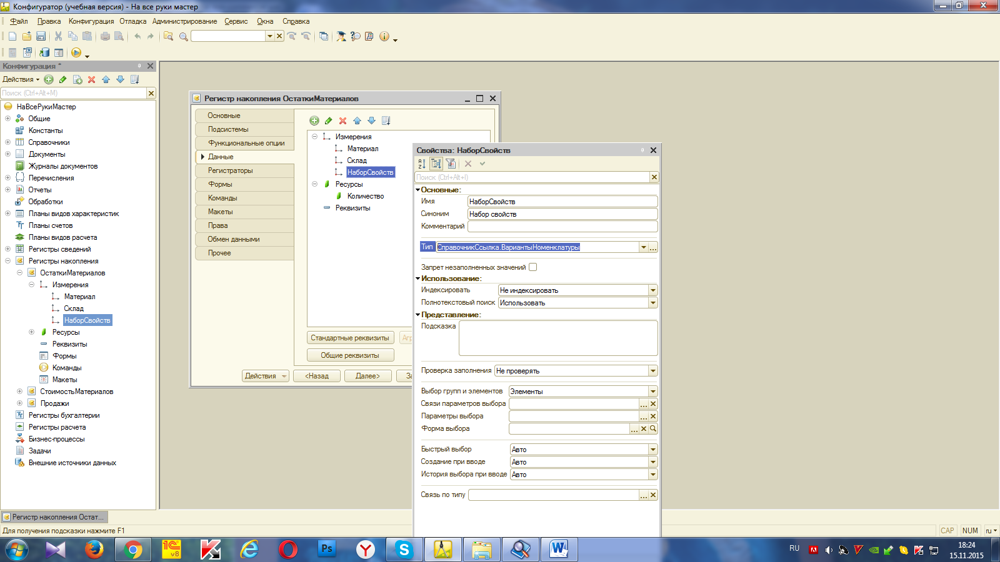 Конфигуратор (учебная версия) - На все руки мастер
Файл Правка Конфигурация Отладка Администрирование Сервис Окна Справка
Конфигурация *
Действия
Поиск (Ctrl+Alt+M)
НаВсеРукиМастер
Общие
Константы
Справочники
Документы
Журналы документов
Перечисления
Отчеты
Обработки
Планы видов характеристик
Планы счетов
Планы видов расчета
Регистры сведений
Регистры накопления
ОстаткиМатериалов
Измерения
Материал
Склад
НаборСвойств
Ресурсы
Реквизиты
Формы
Команды
Макеты
СтоимостьМатериалов
Продажи
Регистры бухгалтерии
Регистры расчета
Бизнес-процессы
Задачи
Внешние источники данных
Регистр накопления ОстаткиМатериалов
Основные
Подсистемы
Функциональные опции
Данные
Регистраторы
Формы
Команды
Макеты
Права
Обмен данными
Прочее
Измерения
Материал
Склад
НаборСвойств
Ресурсы
Количество
Реквизиты
Стандартные реквизиты
Агр
Общие реквизиты
Действия <Назад Далее> За
Свойства: НаборСвойств
Поиск (Ctrl+Alt+I)
Основные:
Имя НаборСвойств
Синоним Набор свойств
Комментарий
Тип СправочникСсылка.ВариантыНоменклатуры
Запрет незаполненных значений
Использование:
Индексировать Не индексировать
Полнотекстовый поиск Использовать
Представление:
Подсказка
Проверка заполнения Не проверять
Выбор групп и элементов Элементы
Связи параметров выбора
Параметры выбора
Форма выбора
Быстрый выбор Авто
Создание при вводе Авто
История выбора при вводе Авто
Связь по типу
Регистр накопления Остат...
Для получения подсказки нажмите F1
CAP NUM ru
1С v8
Ps
RU
18:24
15.11.2015